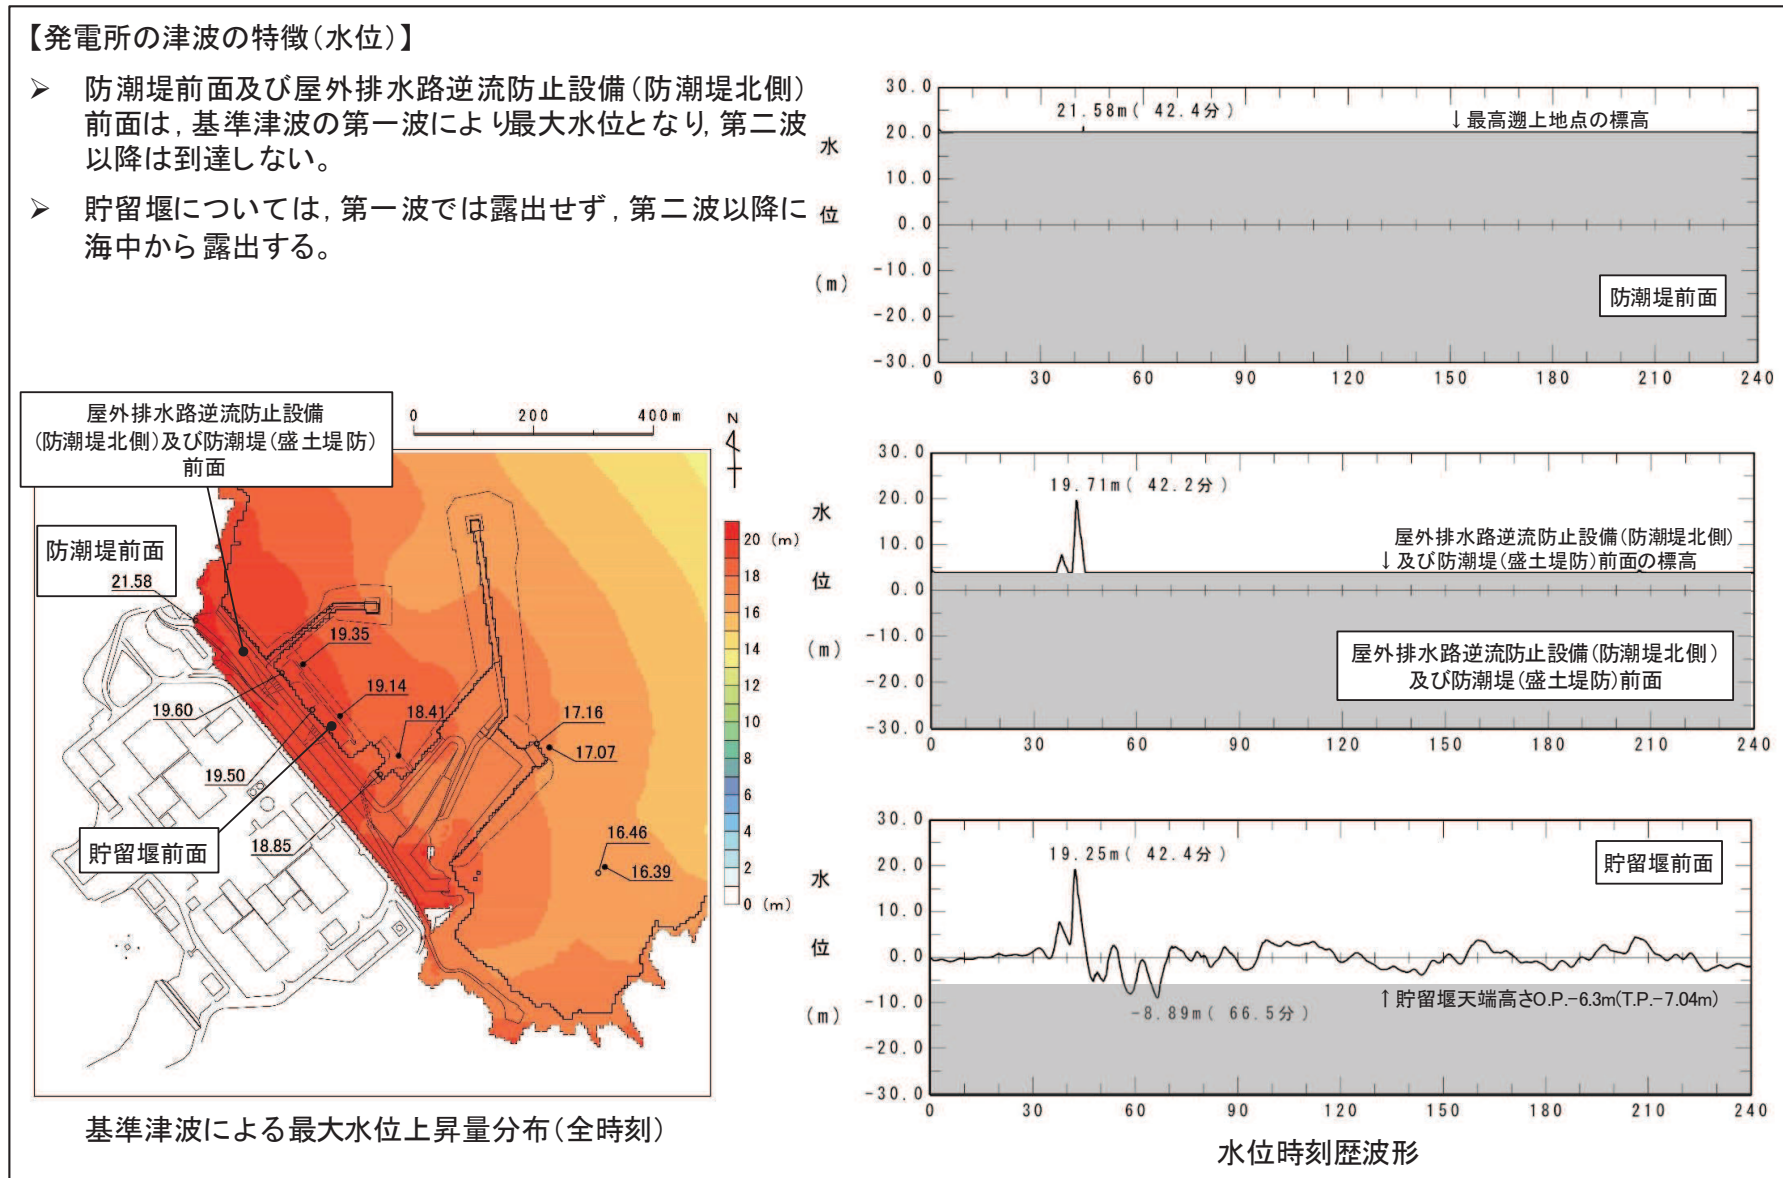 【発電所の津波の特徴(水位)】
➢ 防潮堤前面及び屋外排水路逆流防止設備(防潮堤北側)
前面は,基準津波の第一波により最大水位となり,第二波
以降は到達しない。
➢ 貯留堰については,第一波では露出せず,第二波以降に
海中から露出する。
屋外排水路逆流防止設備
(防潮堤北側)及び防潮堤(盛土堤防)
前面
0 200 400m
N
防潮堤前面
21.58
19.35
19.14
19.60
18.41
17.16
17.07
19.50
貯留堰前面
18.85
16.46
16.39
20 (m)
18
16
14
12
10
8
6
4
2
0 (m)
基準津波による最大水位上昇量分布(全時刻)
水位(m)
30.0
20.0
10.0
0.0
-10.0
-20.0
-30.0
21.58m( 42.4分)
↓最高遡上地点の標高
防潮堤前面
0 30 60 90 120 150 180 210 240
水位(m)
30.0
20.0
10.0
0.0
-10.0
-20.0
-30.0
19.71m( 42.2分)
屋外排水路逆流防止設備(防潮堤北側)
↓及び防潮堤(盛土堤防)前面の標高
屋外排水路逆流防止設備(防潮堤北側)
及び防潮堤(盛土堤防)前面
0 30 60 90 120 150 180 210 240
水位(m)
30.0
20.0
10.0
0.0
-10.0
-20.0
-30.0
19.25m( 42.4分)
貯留堰前面
↑貯留堰天端高さO.P.-6.3m(T.P.-7.04m)
-8.89m( 66.5分)
0 30 60 90 120 150 180 210 240
水位時刻歴波形